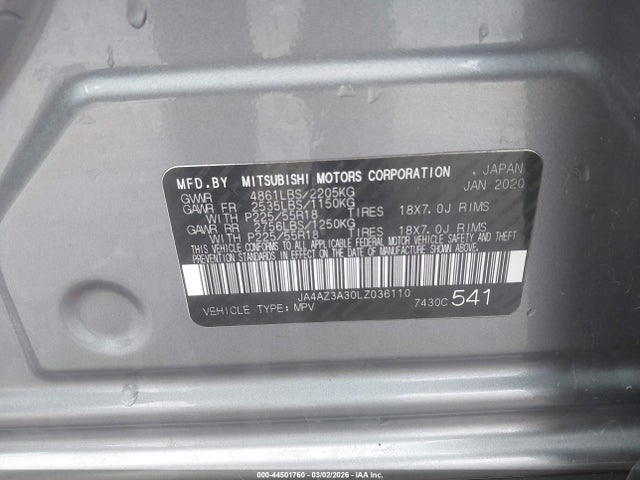 MFD.BY MITSUBISHI MOTORS CORPORATION , JAPAN
GVWR 4861LBS/2205KG JAN 2020
GAWR FR 2535LBS/1150KG
WITH P225/55R18 TIRES 18X7.0J RIMS
GAWR RR 2756LBS/1250KG
WITH P225/55R18 TIRES 18X7.0J RIMS
THIS VEHICLE CONFORMS TO ALL APPLICABLE FEDERAL MOTOR VEHICLE SAFETY AND THEFT
PREVENTION STANDARDS IN EFFECT ON THE DATE OF MANUFACTURE SHOWN ABOVE.
JA4AZ3A30LZ036110
VEHICLE TYPE: MPV 7430C 541
000-44501760 | 03/02/2026 | IAA Inc.